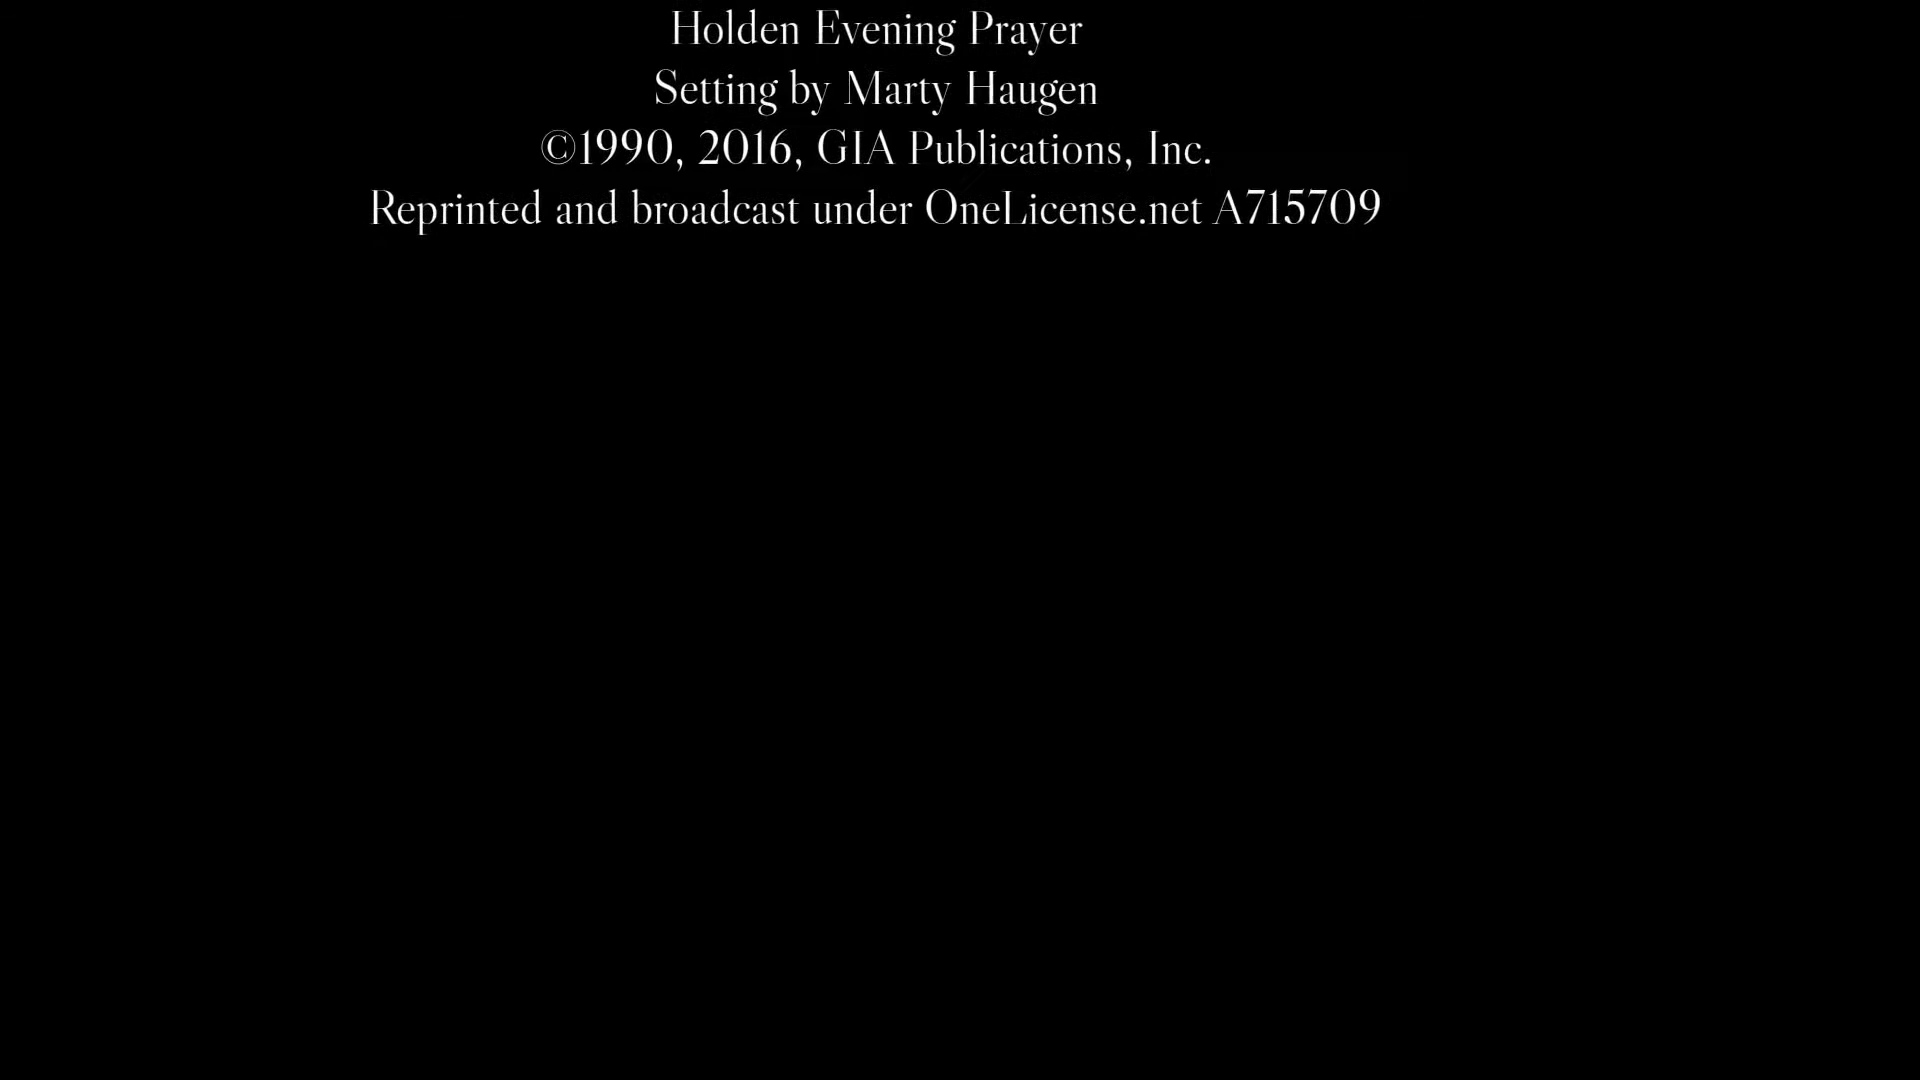 Holden Evening Prayer
Setting by Marty Haugen
©1990, 2016, GIA Publications, Inc.
Reprinted and broadcast under OneLicense.net A715709